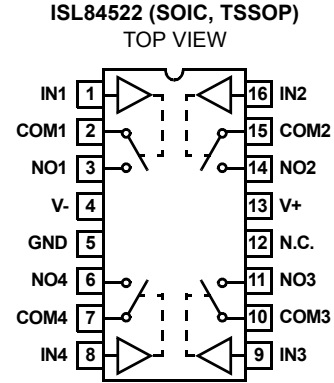 ISL84522 (SOIC, TSSOP)
TOP VIEW
IN1 1 16 IN2
COM1 2 15 COM2
NO1 3 14 NO2
V- 4 13 V+
GND 5 12 N.C.
NO4 6 11 NO3
COM4 7 10 COM3
IN4 8 9 IN3